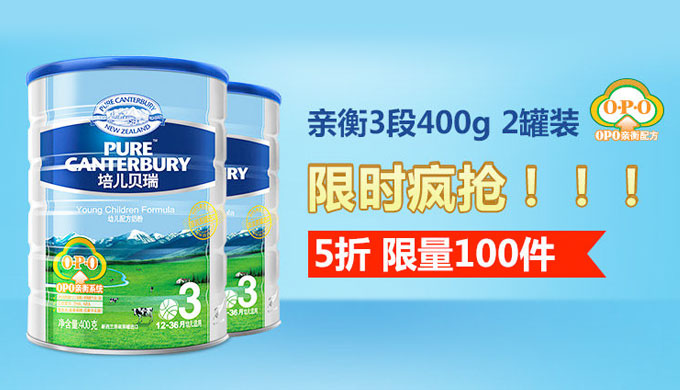 PURE CANTERBURY
NEW ZEALAND
PURE
CANTERBURY
培儿贝瑞
Young Children Formula
幼儿配方奶粉
O·P·O
OPO亲衡系统
3
净含量:400克
12-36月幼儿适用
CANTERBURY
3
亲衡3段400g 2罐装
O·P·O
OPO亲衡配方
限时疯抢！！！
5折 限量100件